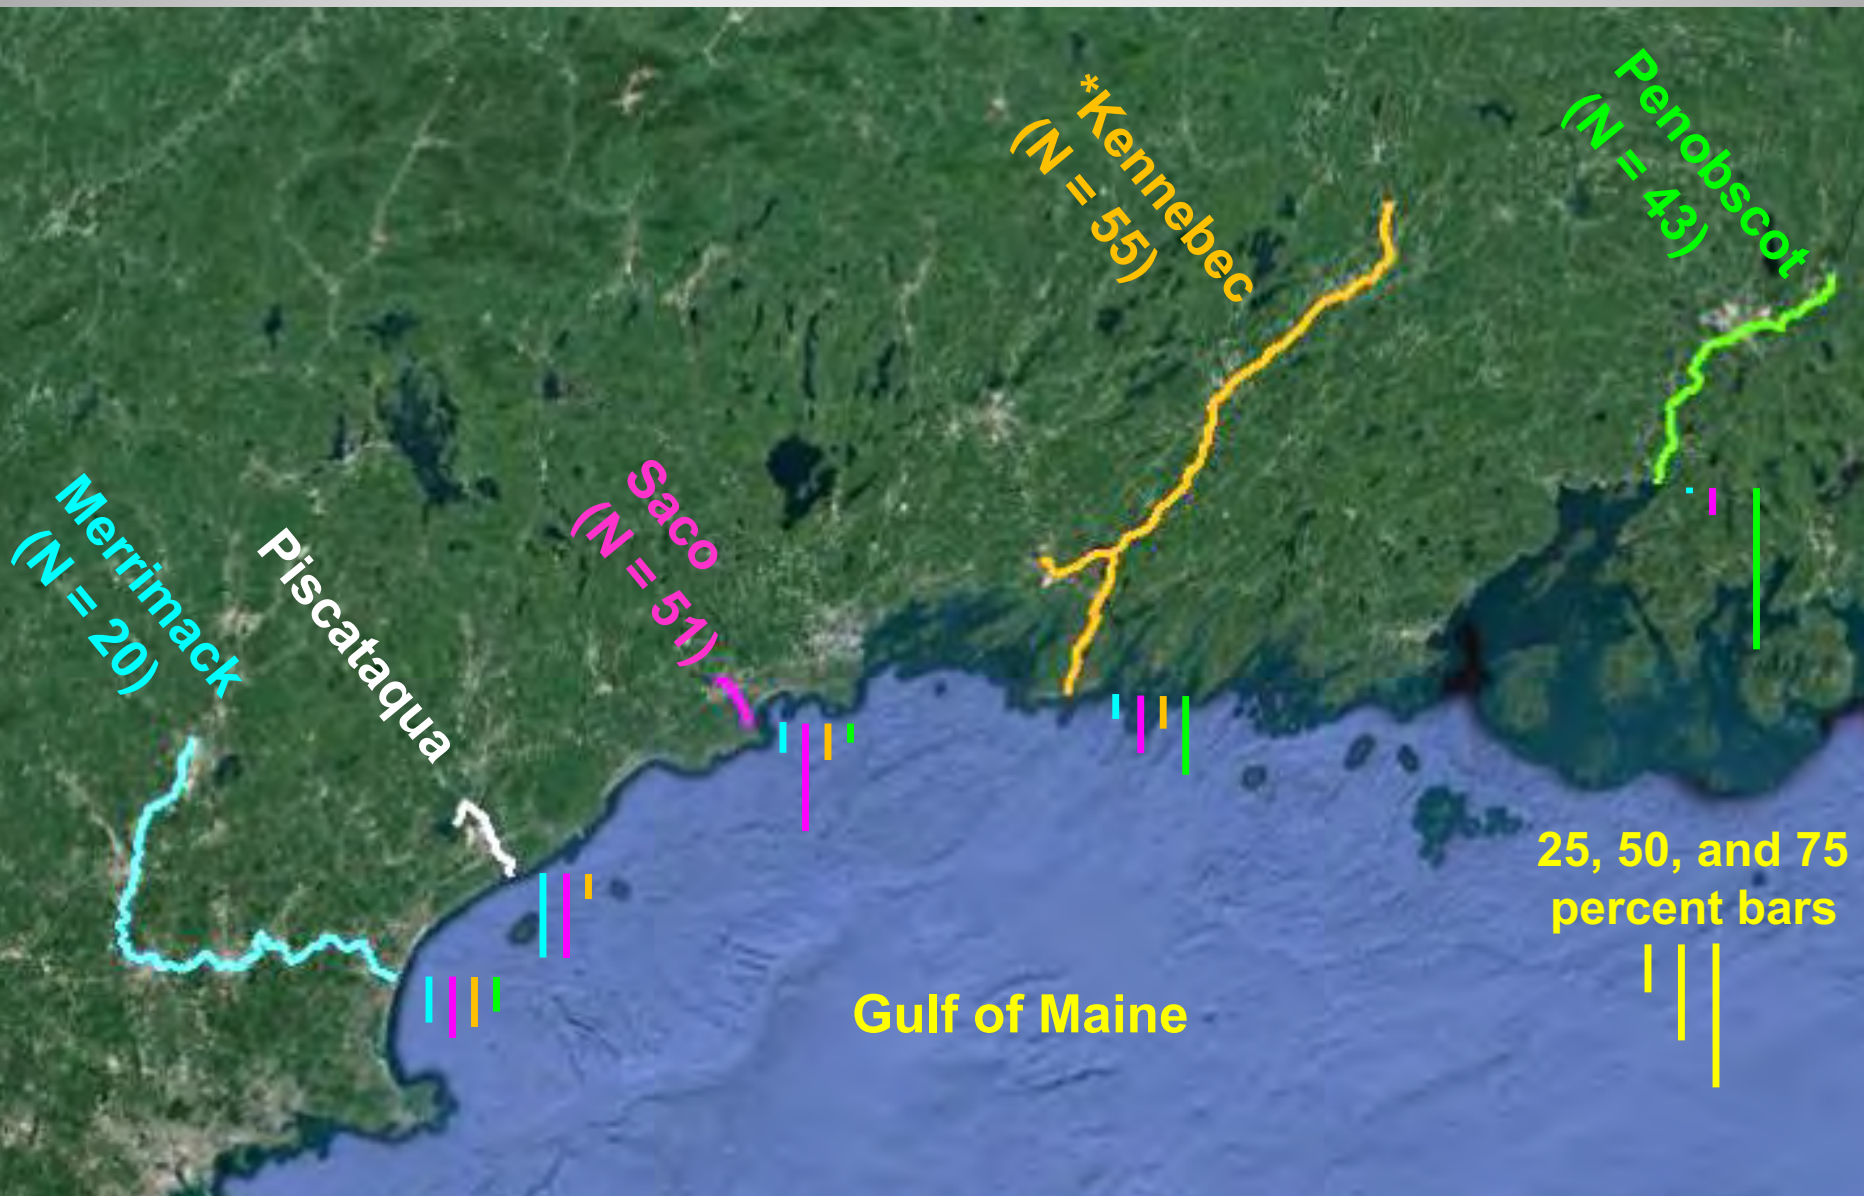 Penobscot
(N = 43)
*Kennebec
(N = 55)
Saco
(N = 51)
Merrimack
(N = 20)
Piscataqua
25, 50, and 75
percent bars
Gulf of Maine